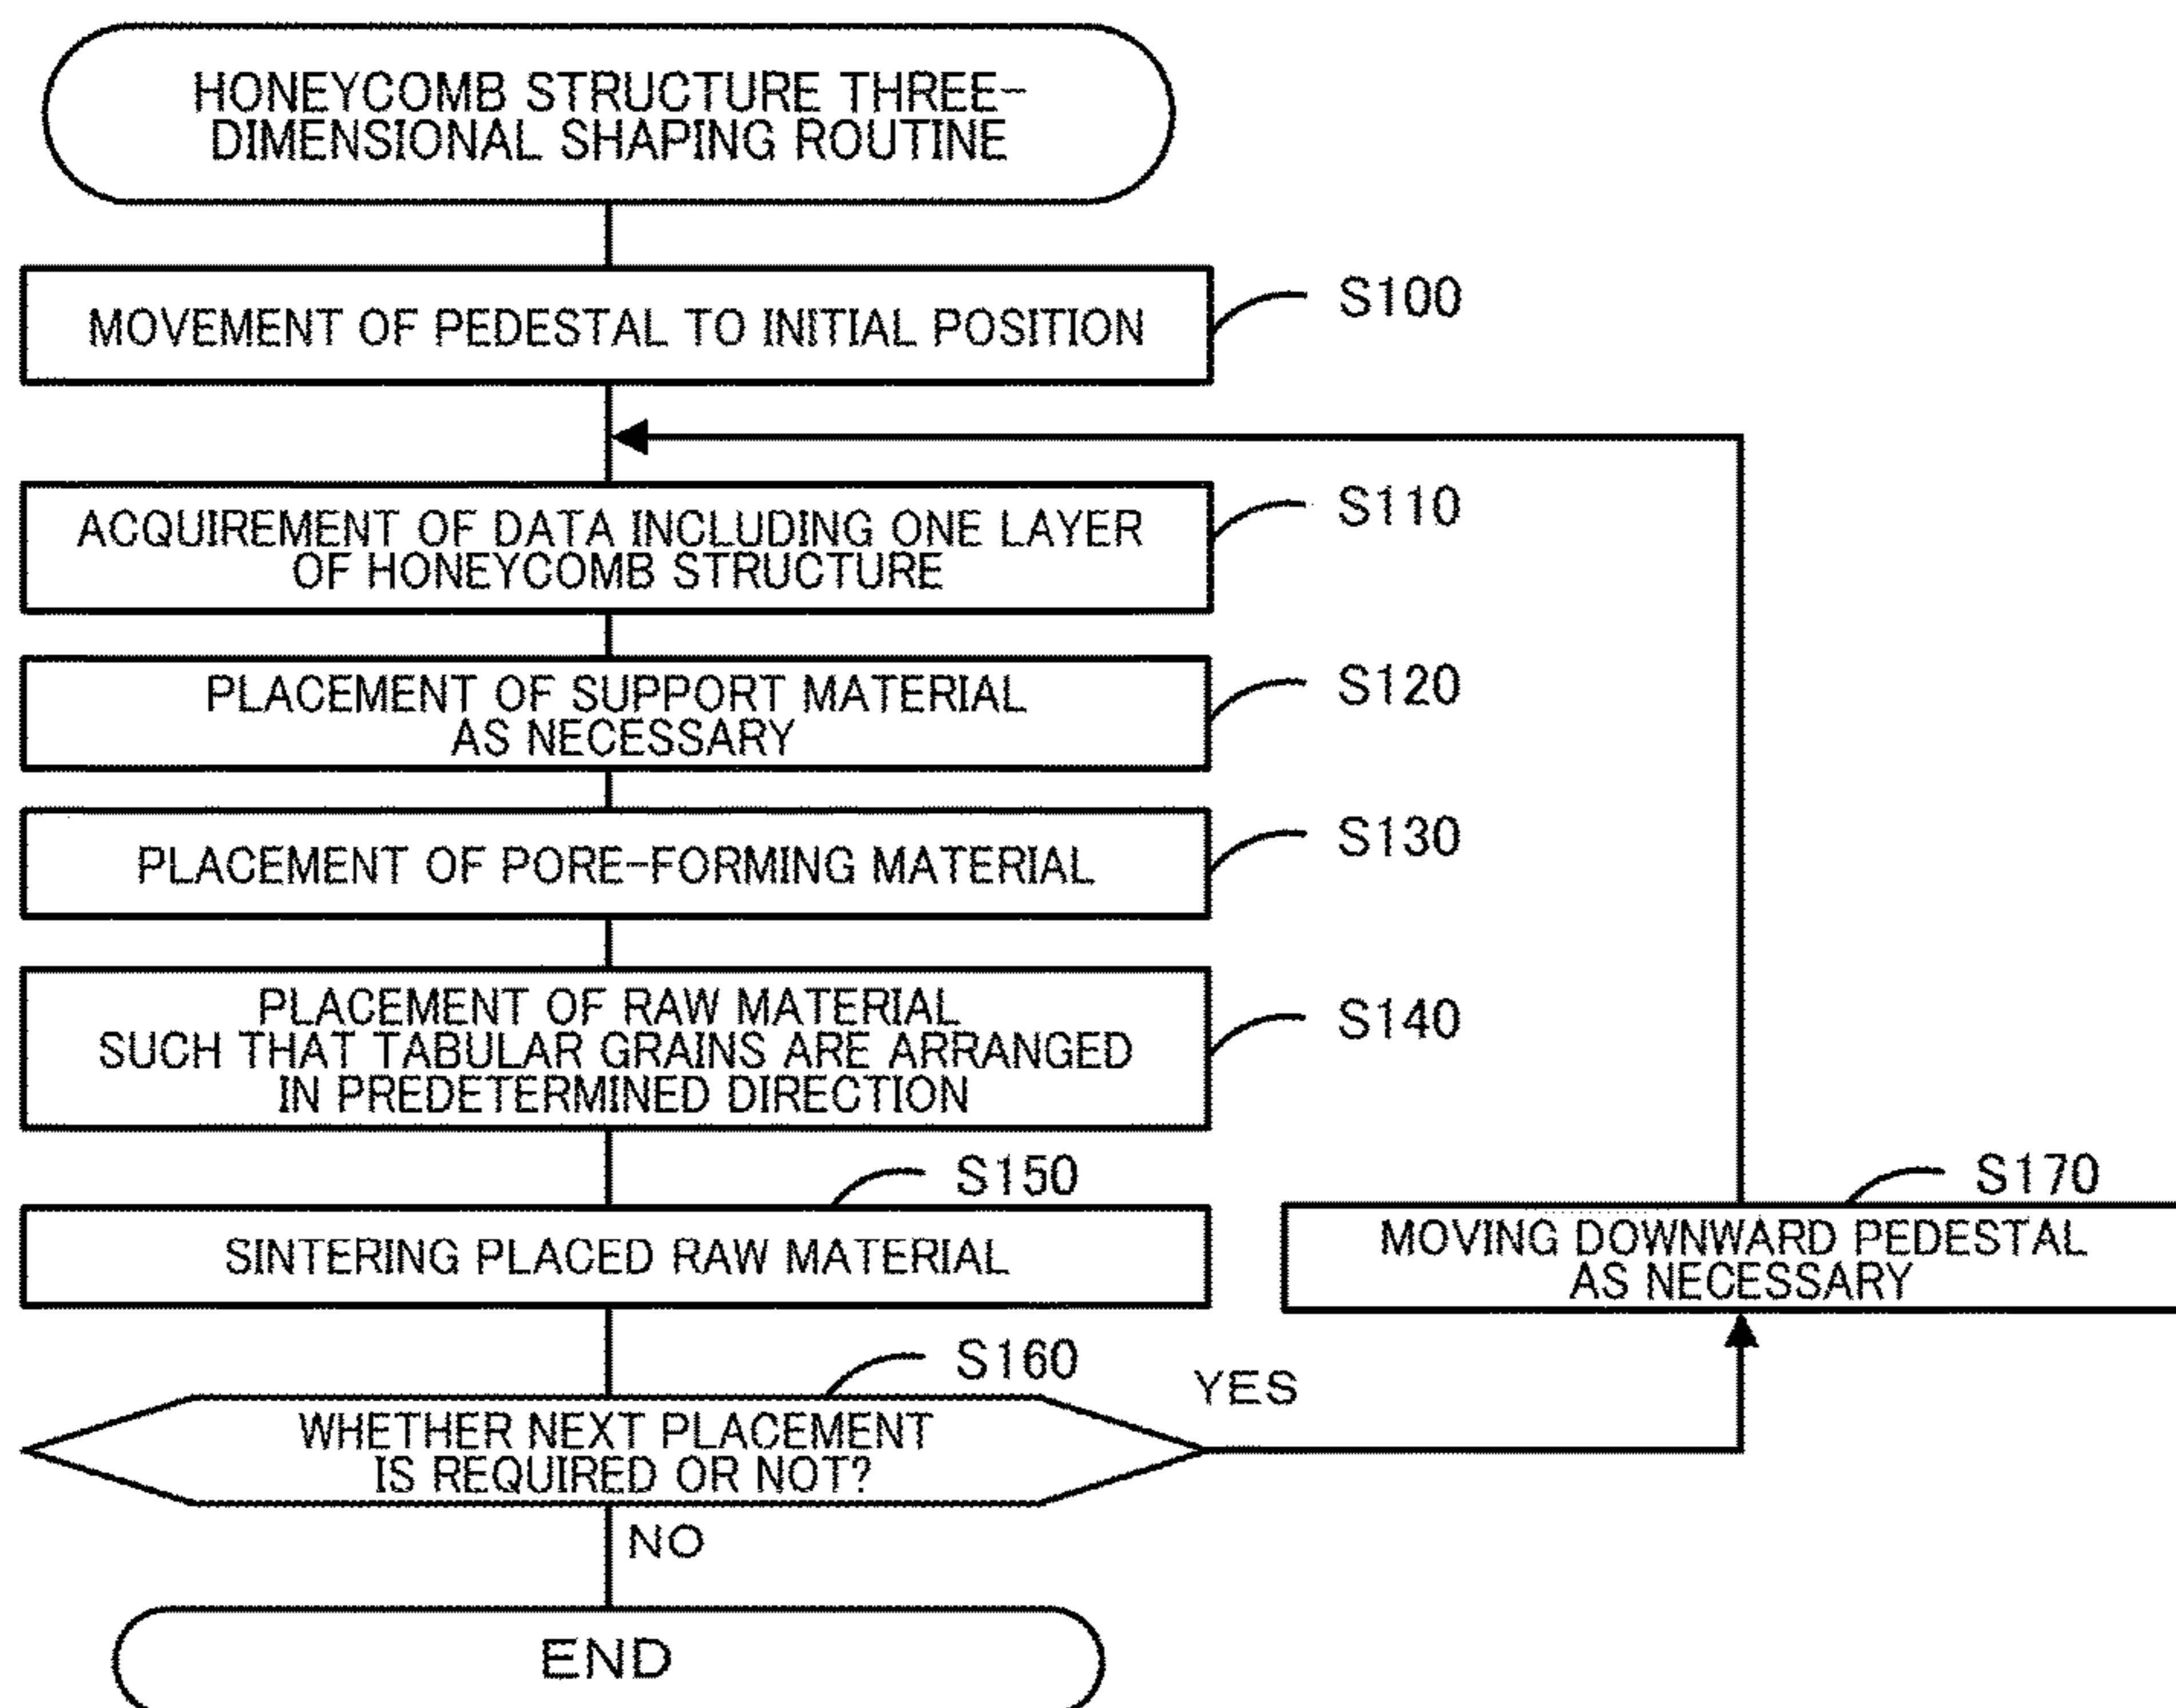 HONEYCOMB STRUCTURE THREE-
DIMENSIONAL SHAPING ROUTINE
MOVEMENT OF PEDESTAL TO INITIAL POSITION
S100
ACQUIREMENT OF DATA INCLUDING ONE LAYER
OF HONEYCOMB STRUCTURE
S110
PLACEMENT OF SUPPORT MATERIAL
AS NECESSARY
S120
PLACEMENT OF PORE-FORMING MATERIAL
S130
PLACEMENT OF RAW MATERIAL
SUCH THAT TABULAR GRAINS ARE ARRANGED
IN PREDETERMINED DIRECTION
S140
S150
SINTERING PLACED RAW MATERIAL
S170
MOVING DOWNWARD PEDESTAL
AS NECESSARY
S160
WHETHER NEXT PLACEMENT
IS REQUIRED OR NOT?
YES
NO
END